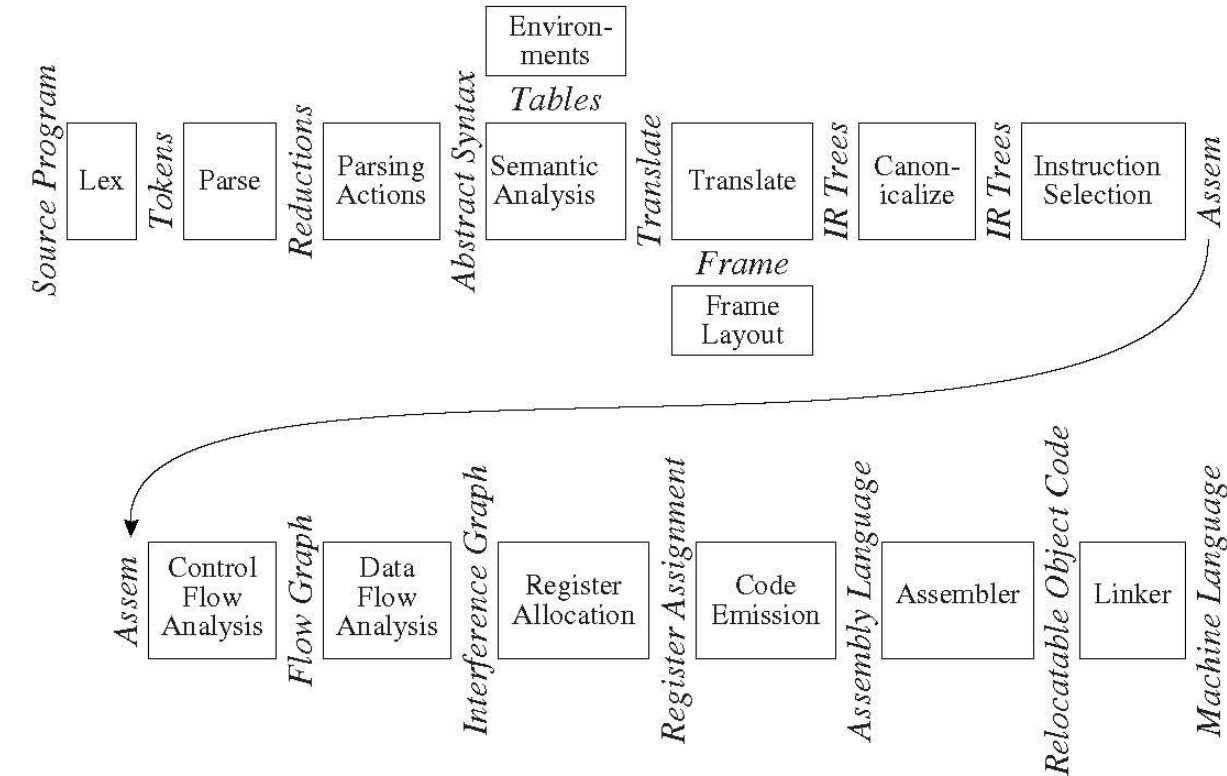 Environ-
ments
Tables
Source Program
Lex
Tokens
Parse
Reductions
Parsing
Actions
Abstract Syntax
Semantic
Analysis
Translate
Translate
IR Trees
Canon-
icalize
IR Trees
Instruction
Selection
Assem
Frame
Frame
Layout
Assem
Control
Flow
Analysis
Flow Graph
Data
Flow
Analysis
Interference Graph
Register
Allocation
Register Assignment
Code
Emission
Assembly Language
Assembler
Relocatable Object Code
Linker
Machine Language